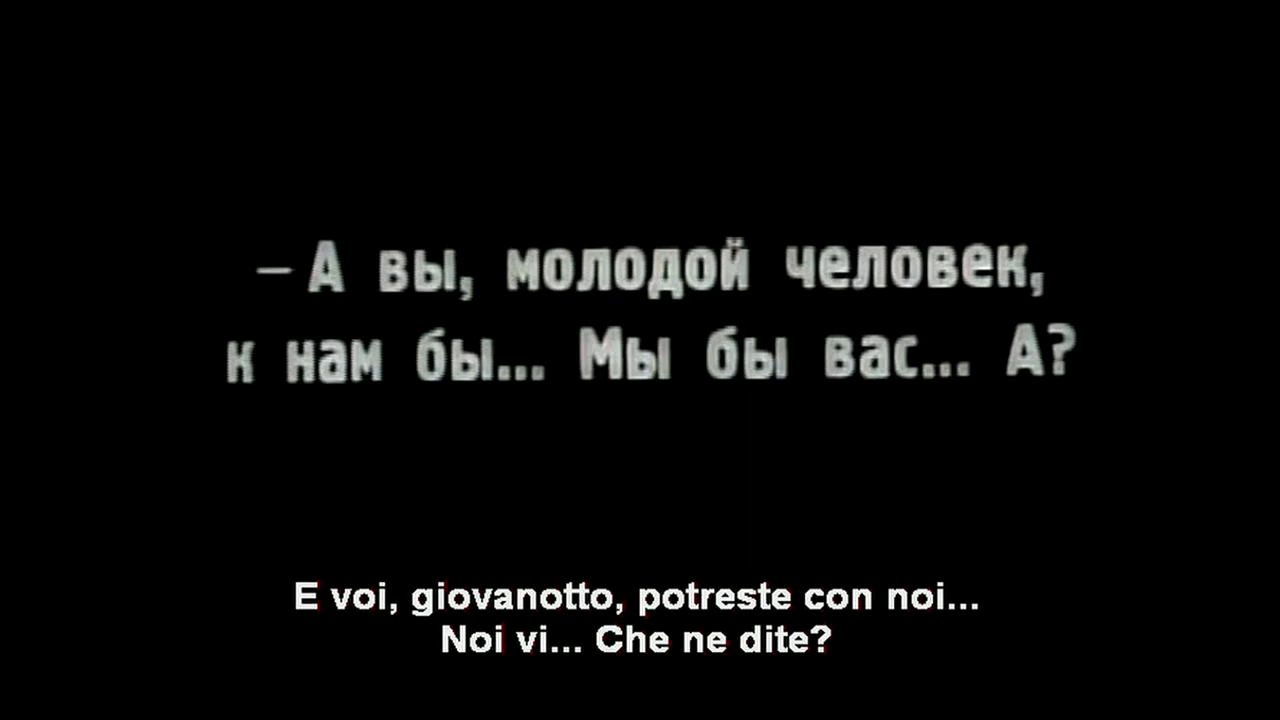 – А вы, молодой человек,
к нам бы... Мы бы вас... А?
E voi, giovanotto, potreste con noi...
Noi vi... Che ne dite?